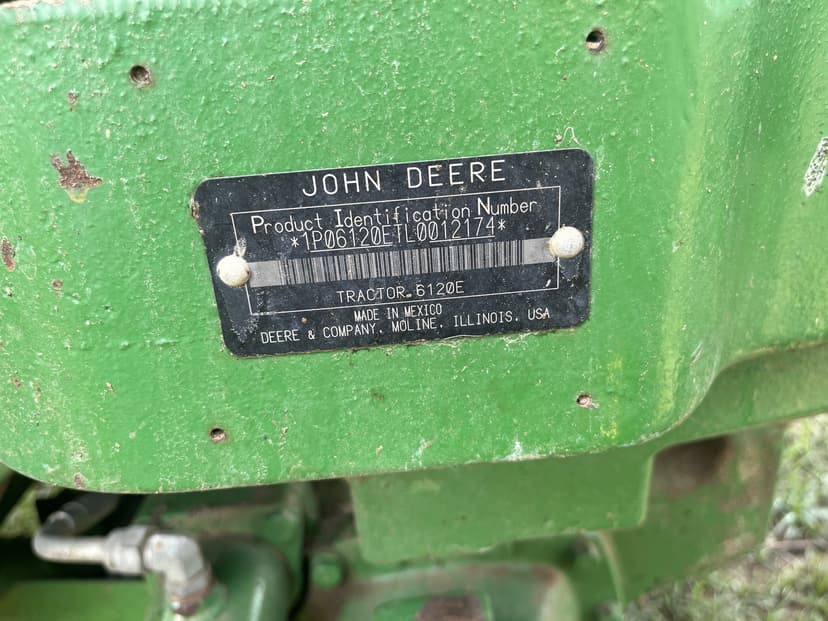 JOHN DEERE
Product Identification Number
*1P06120ETL0012174*
TRACTOR 6120E
MADE IN MEXICO
DEERE & COMPANY, MOLINE, ILLINOIS, USA